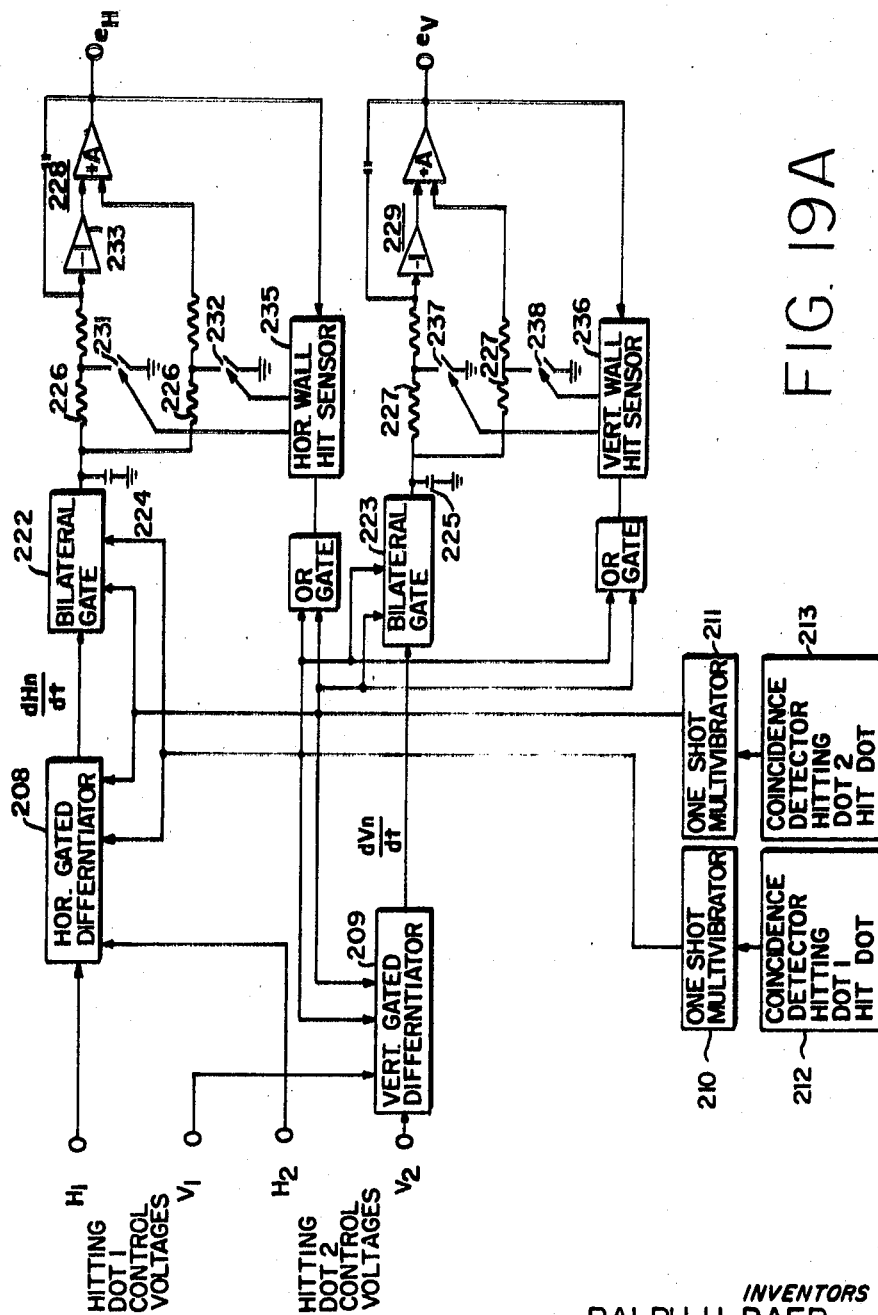 HITTING
DOT 1
CONTROL
VOLTAGES
H1
V1
HITTING
DOT 2
CONTROL
VOLTAGES
H2
V2
208
HOR. GATED
DIFFERNTIATOR
dHn
dt
222
BILATERAL
GATE
224
226
231
226
232
233
-1
228
+A
eH
235
HOR. WALL
HIT SENSOR
OR
GATE
209
VERT. GATED
DIFFERNTIATOR
dVn
dt
223
BILATERAL
GATE
225
227
237
227
238
229
-1
+A
eV
236
VERT. WALL
HIT SENSOR
OR
GATE
210
ONE SHOT
MULTIVIBRATOR
211
ONE SHOT
MULTIVIBRATOR
212
COINCIDENCE
DETECTOR
HITTING
DOT 1
HIT DOT
213
COINCIDENCE
DETECTOR
HITTING
DOT 2
HIT DOT
FIG. 19A
INVENTORS